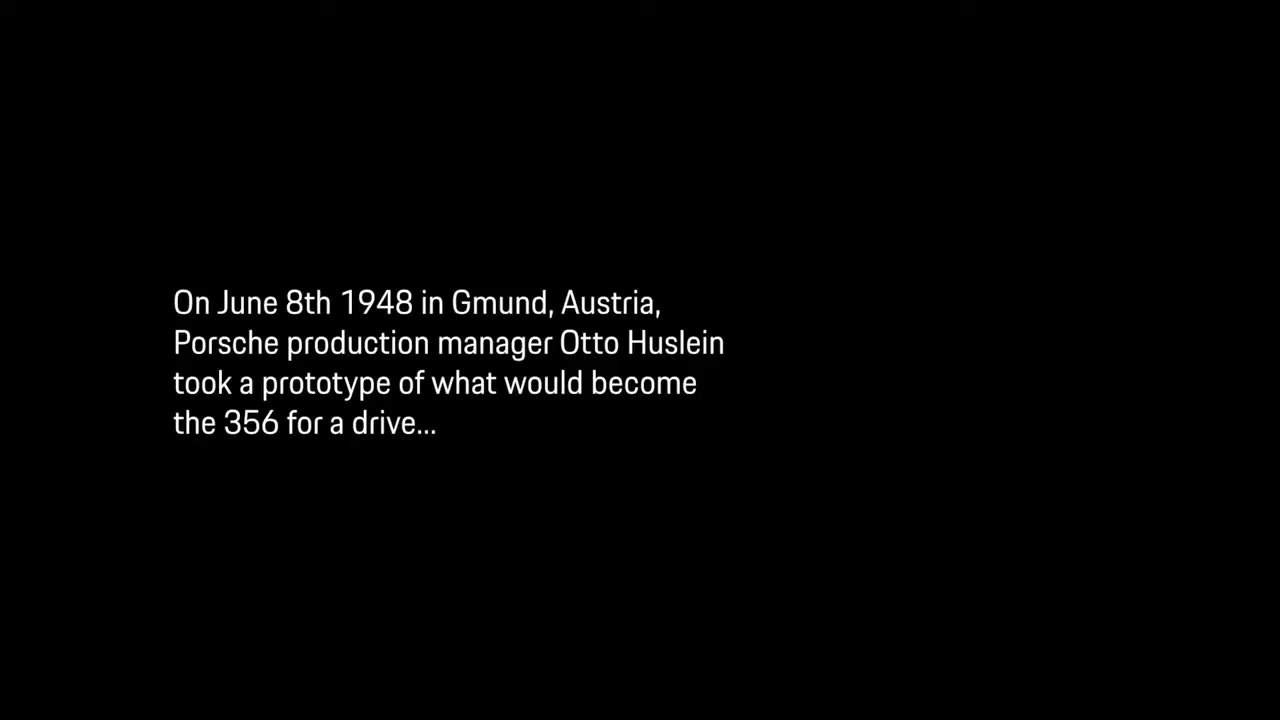 On June 8th 1948 in Gmund, Austria,
Porsche production manager Otto Huslein
took a prototype of what would become
the 356 for a drive...